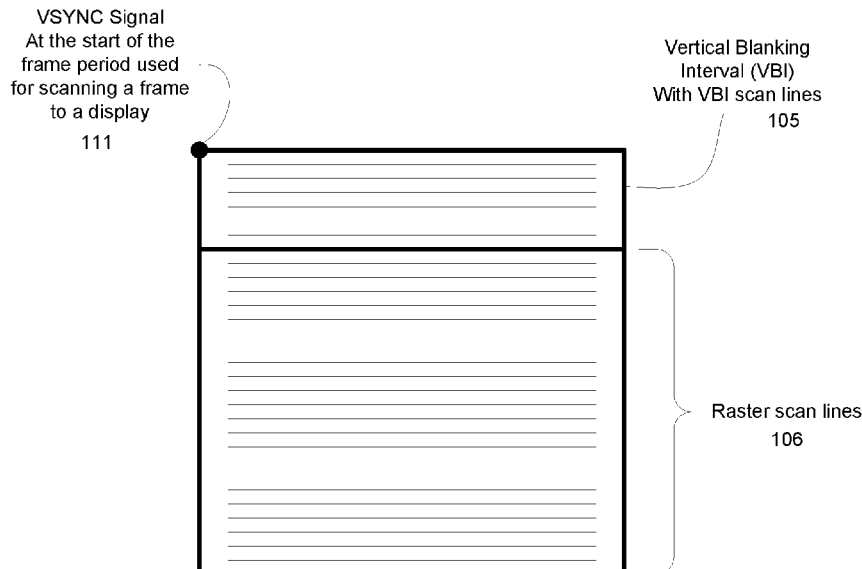 VSYNC Signal
At the start of the
frame period used
for scanning a frame
to a display
111
Vertical Blanking
Interval (VBI)
With VBI scan lines
105
Raster scan lines
106